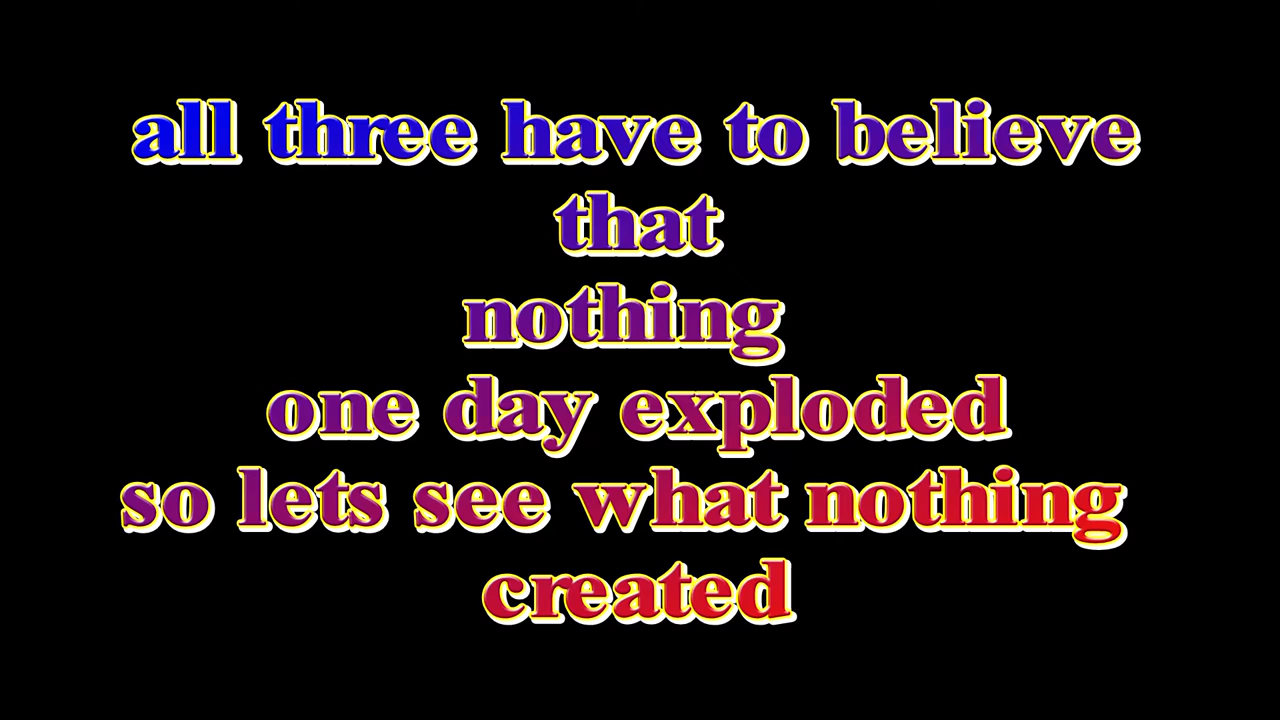 all three have to believe
that
nothing
one day exploded
so lets see what nothing
created